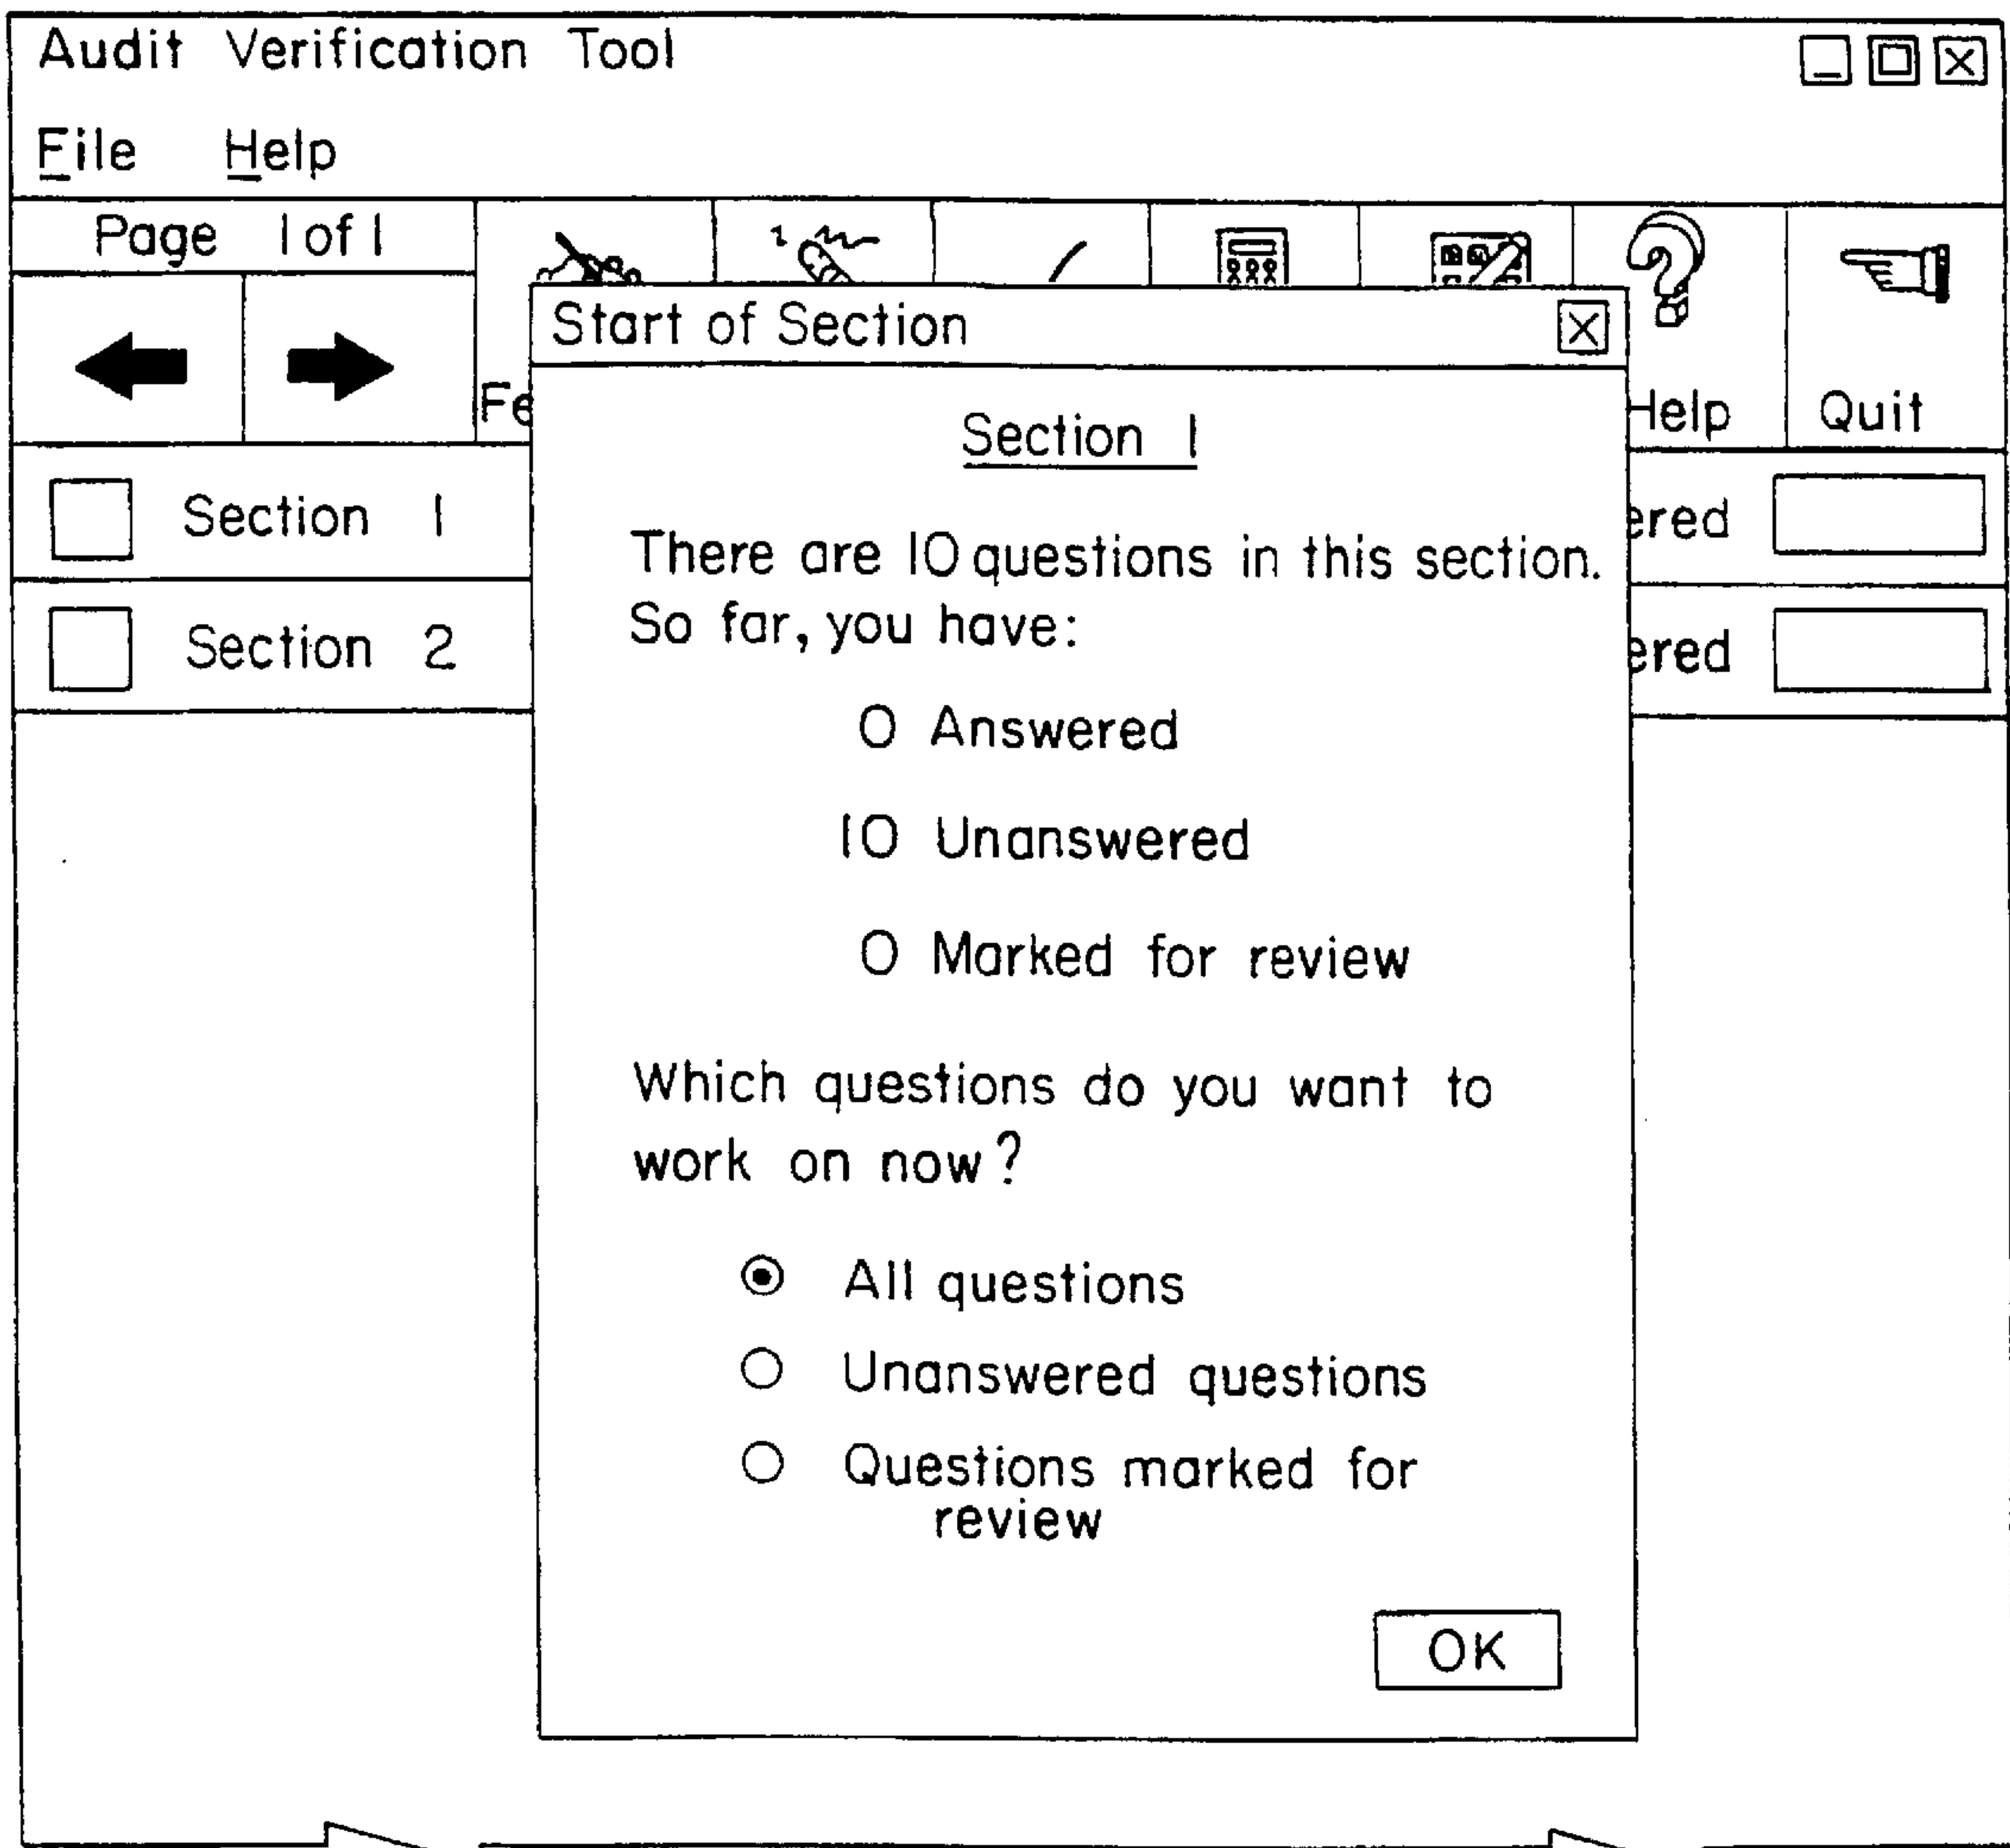 Audit Verification Tool
File Help
Page 1 of 1
Start of Section
Help Quit
Section 1
Section 1
There are 10 questions in this section.
So far, you have:
Section 2
0 Answered
10 Unanswered
0 Marked for review
Which questions do you want to
work on now?
All questions
Unanswered questions
Questions marked for
review
OK